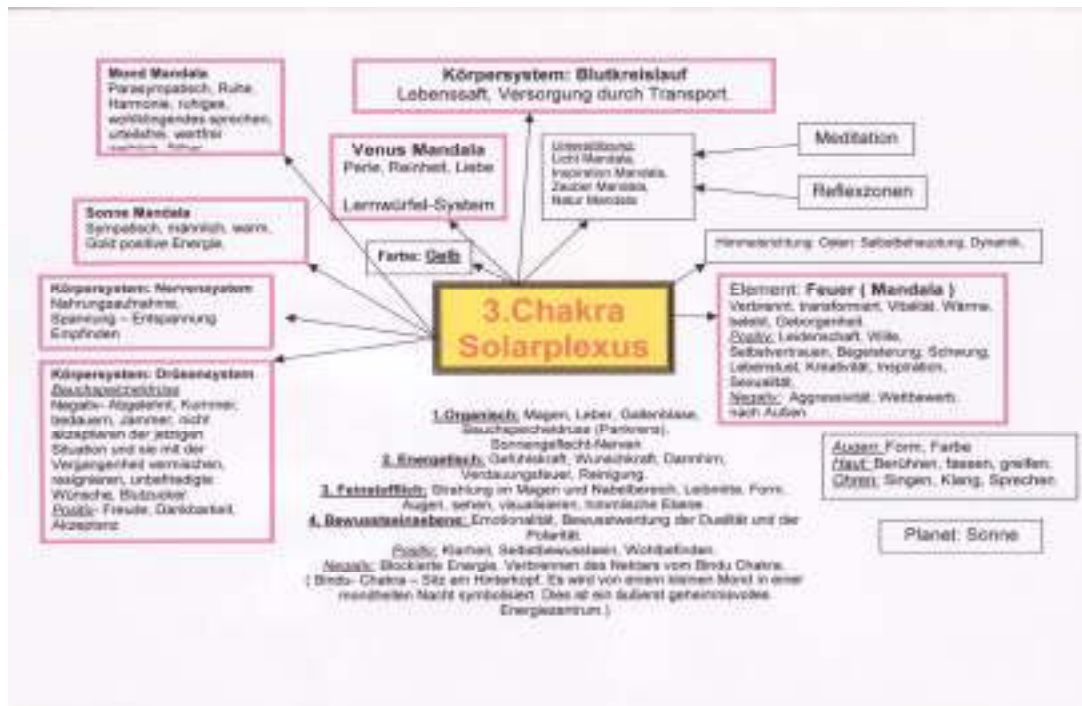 Mond Mandala
Parasympatisch, Ruhe,
Harmonie, ruhiges,
wohlklingendes sprechen,
urteilsfrei, wertfrei
Körpersystem: Blutkreislauf
Lebenssaft, Versorgung durch Transport.
Venus Mandala
Perle, Reinheit, Liebe
Lernwürfel-System
Unterstützung:
Licht Mandala,
Inspiration Mandala,
Zauber Mandala,
Natur Mandala
Meditation
Reflexzonen
Sonne Mandala
Sympatisch, männlich, warm,
Gold positive Energie,
Farbe: Gelb
Himmelsrichtung: Osten: Selbstbehauptung, Dynamik,
Körpersystem: Nervensystem
Nahrungsaufnahme,
Spannung – Entspannung
Empfinden
3.Chakra
Solarplexus
Element: Feuer ( Mandala )
Verbrennt, transformiert, Vitalität, Wärme,
belebt, Geborgenheit
Positiv: Leidenschaft, Wille,
Selbstvertrauen, Begeisterung, Schwung,
Lebenslust, Kreativität, Inspiration,
Sexualität,
Negativ: Aggressivität, Wettbewerb,
nach Außen
Körpersystem: Drüsensystem
Bauchspeicheldrüse
Negativ- Abgelehnt, Kummer,
bedauern, Jammer, nicht
akzeptieren der jetzigen
Situation und sie mit der
Vergangenheit vermischen,
resignieren, unbefriedigte
Wünsche, Blutzucker
Positiv- Freude, Dankbarkeit,
Akzeptanz
1.Organisch: Magen, Leber, Gallenblase,
Bauchspeicheldrüse (Pankreas),
Sonnengeflecht-Nerven
2. Energetisch: Gefühlskraft, Wunschkraft, Darmhirn,
Verdauungsfeuer, Reinigung.
3. Feinstofflich: Strahlung im Magen und Nabelbereich, Leibmitte, Form,
Augen, sehen, visualisieren, himmlische Ebene
4. Bewusstseinsebene: Emotionalität, Bewusstwerdung der Dualität und der
Polarität.
Positiv: Klarheit, Selbstbewusstsein, Wohlbefinden.
Negativ: Blockierte Energie, Verbrennen des Nektars vom Bindu Chakra.
( Bindu- Chakra – Sitz am Hinterkopf. Es wird von einem kleinen Mond in einer
mondhellen Nacht symbolisiert. Dies ist ein äußerst geheimnisvolles
Energiezentrum.)
Augen: Form, Farbe
Haut: Berühren, fassen, greifen,
Ohren: Singen, Klang, Sprechen
Planet: Sonne